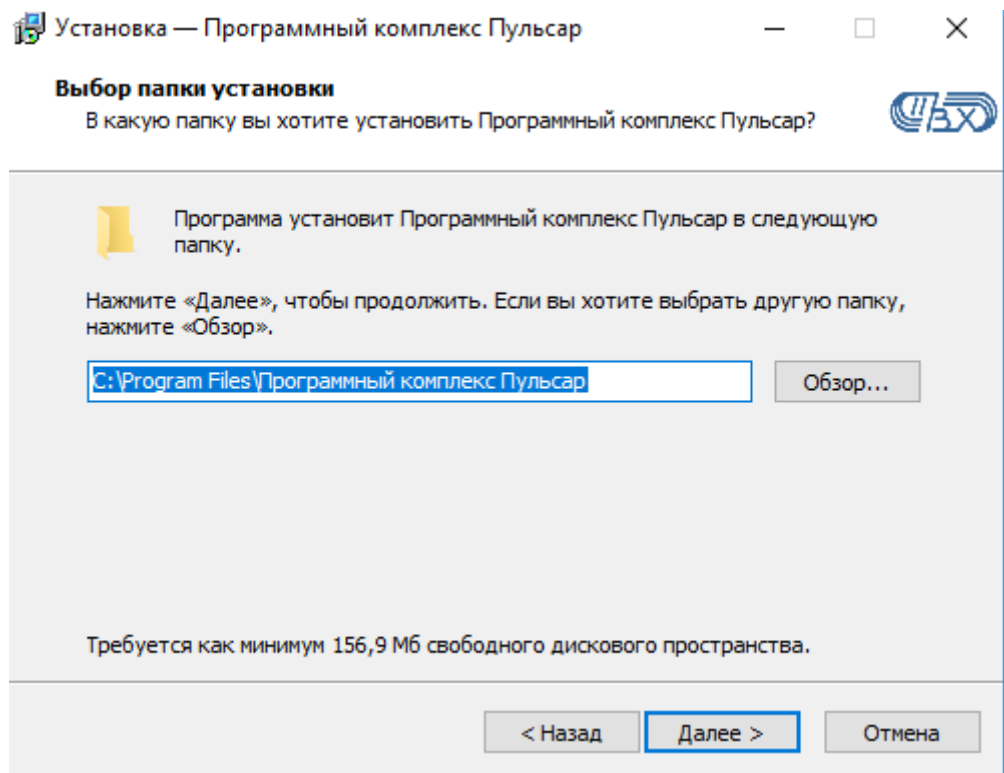 Установка — Программный комплекс Пульсар
Выбор папки установки
В какую папку вы хотите установить Программный комплекс Пульсар?
Программа установит Программный комплекс Пульсар в следующую
папку.
Нажмите «Далее», чтобы продолжить. Если вы хотите выбрать другую папку,
нажмите «Обзор».
C:\Program Files\Программный комплекс Пульсар
Обзор...
Требуется как минимум 156,9 Мб свободного дискового пространства.
< Назад
Далее >
Отмена